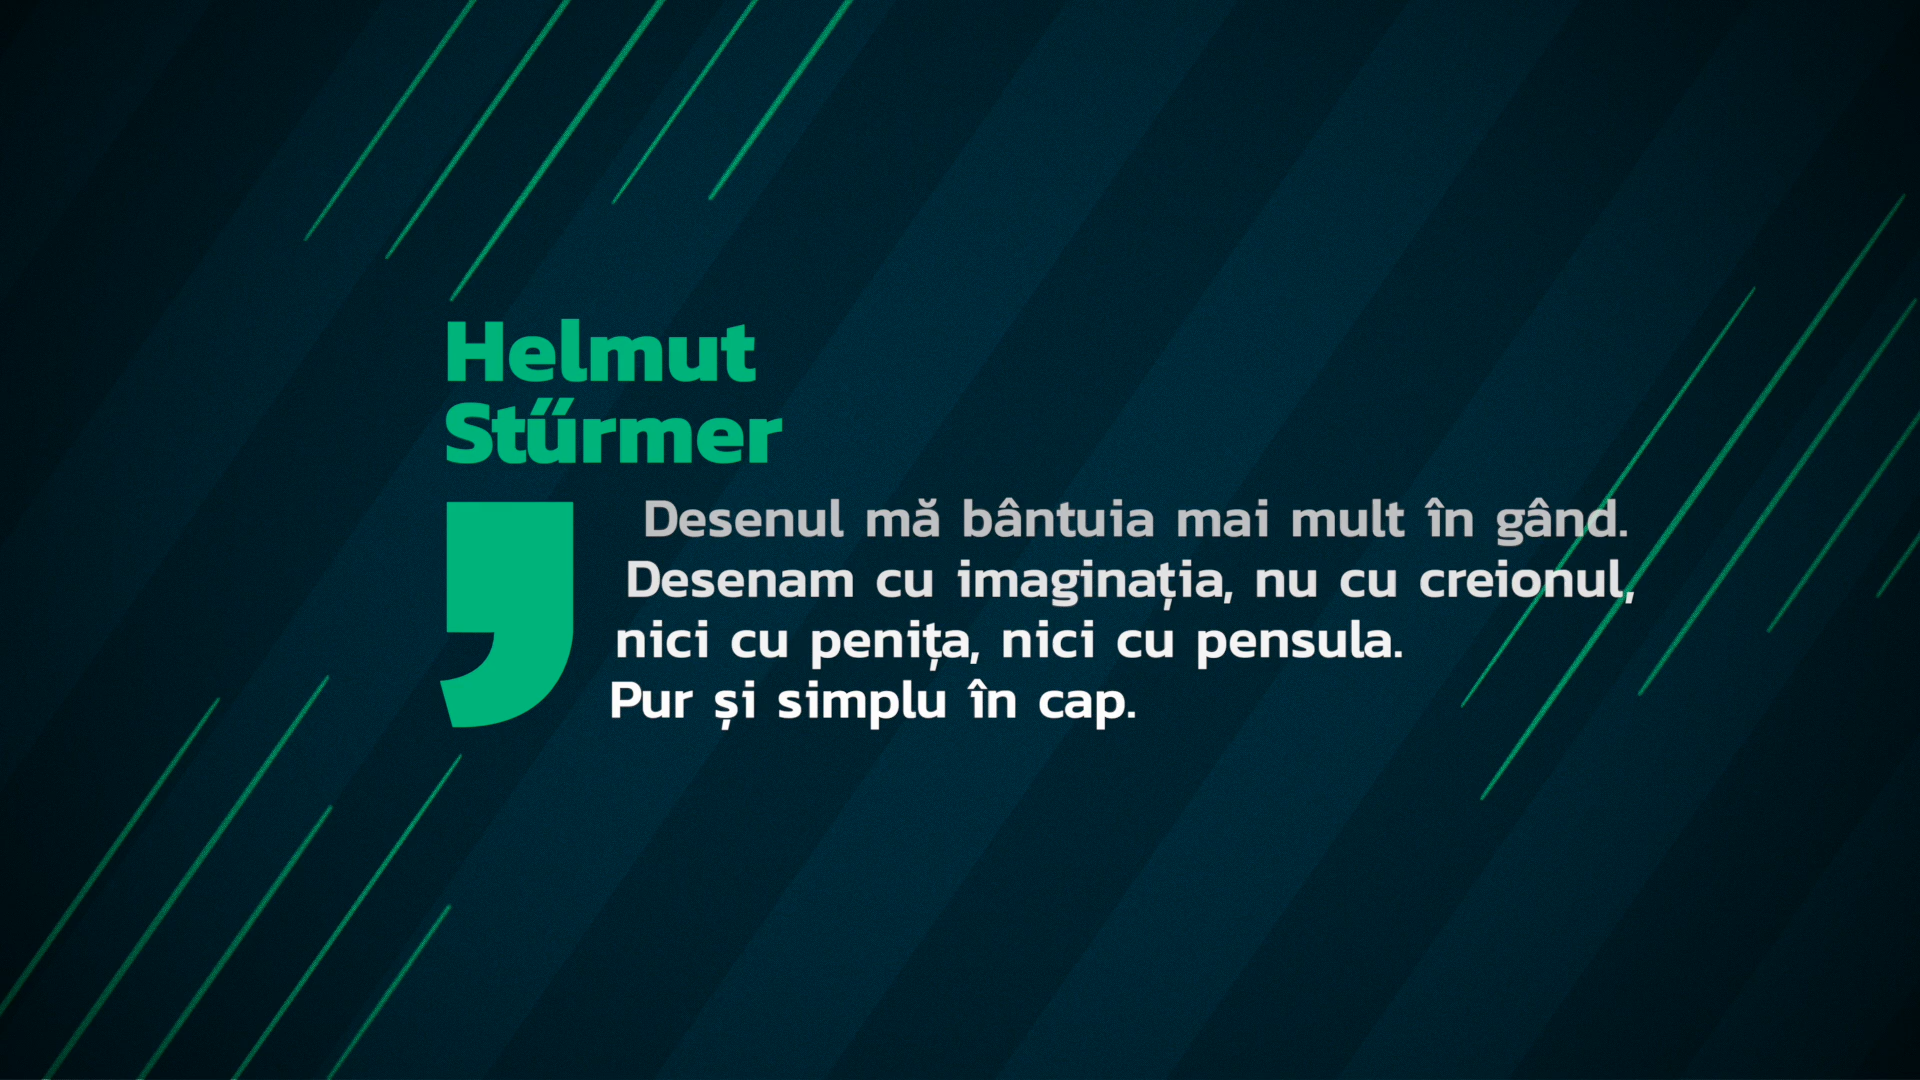 Helmut
Stűrmer
Desenul mă bântuia mai mult în gând.
Desenam cu imaginația, nu cu creionul,
nici cu penița, nici cu pensula.
Pur și simplu în cap.